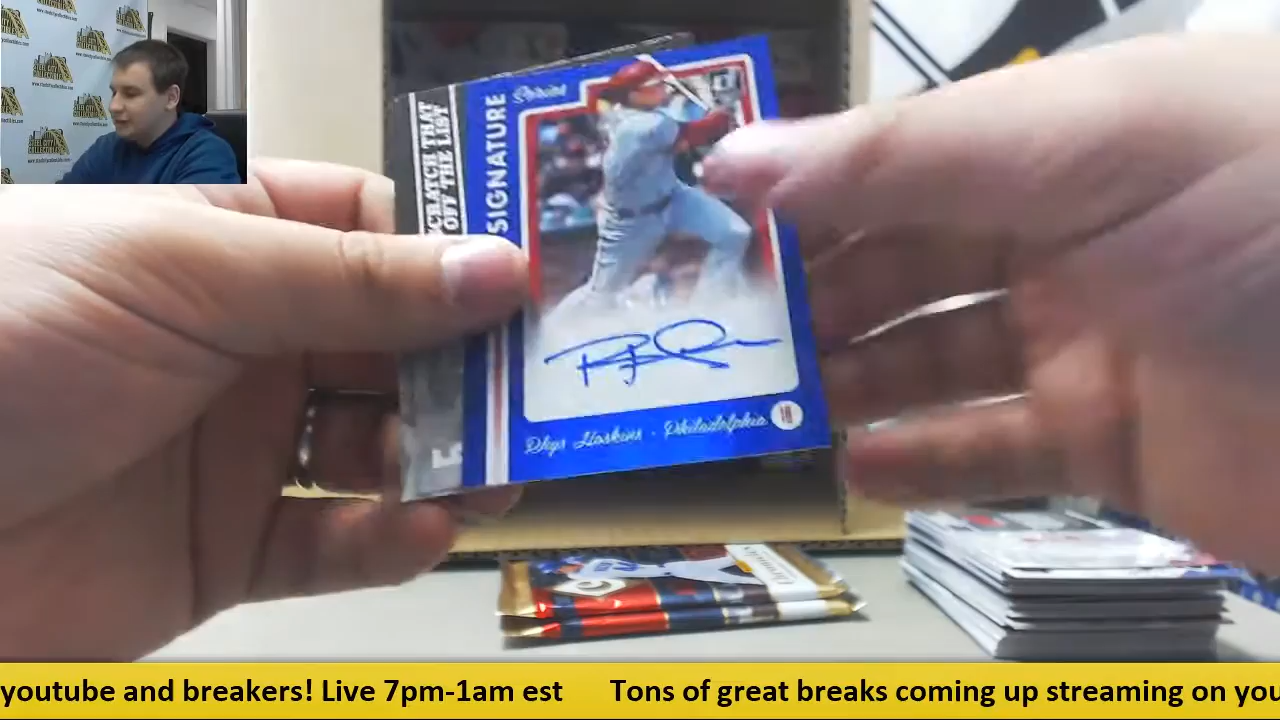 SCRATCH THAT
OFF THE LIST
SIGNATURE
Series
Rhys Hoskins - Philadelphia
Chronicles
youtube and breakers! Live 7pm-1am est Tons of great breaks coming up streaming on you